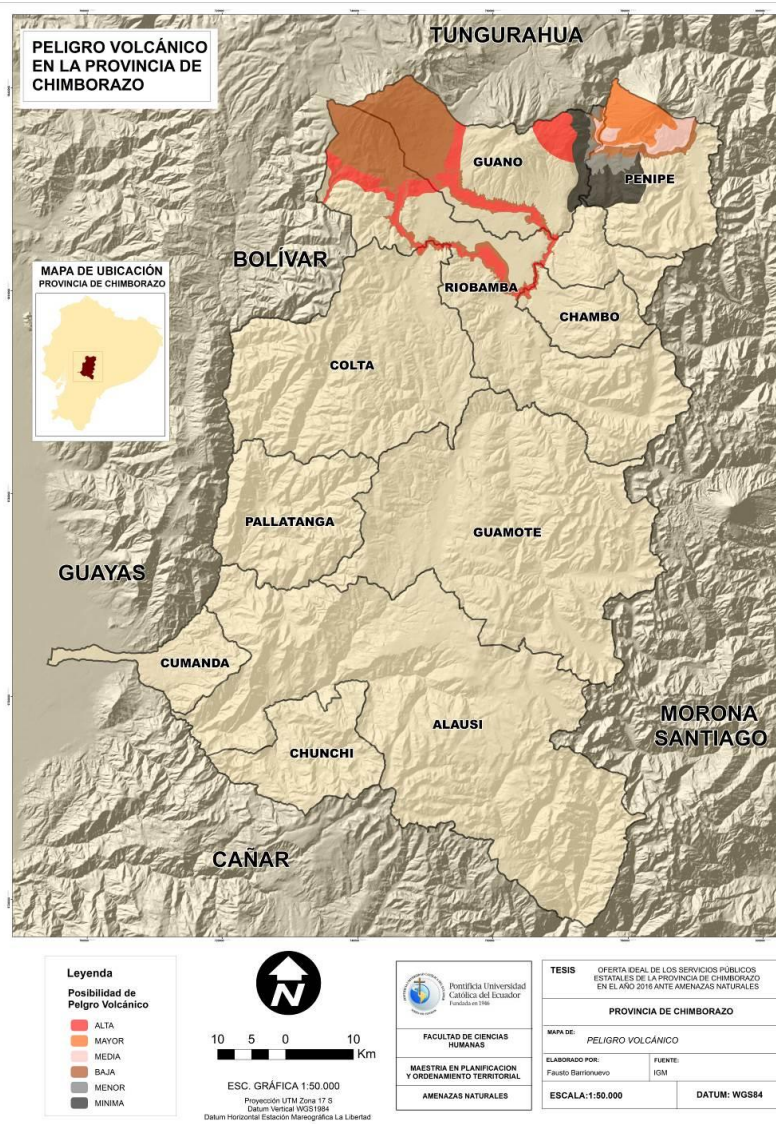 PELIGRO VOLCÁNICO
EN LA PROVINCIA DE
CHIMBORAZO
TUNGURAHUA
GUANO
PENIPE
BOLÍVAR
RIOBAMBA
CHAMBO
MAPA DE UBICACIÓN
PROVINCIA DE CHIMBORAZO
COLTA
PALLATANGA
GUAMOTE
GUAYAS
CUMANDA
ALAUSI
MORONA
SANTIAGO
CHUNCHI
CAÑAR
Leyenda
Posibilidad de
Pelgro Volcánico
ALTA
MAYOR
MEDIA
BAJA
MENOR
MINIMA
N
10 5 0 10
Km
ESC. GRÁFICA 1:50.000
Proyección UTM Zona 17 S
Datum Vertical WGS1984
Datum Horizontal Estación Mareográfica La Libertad
Pontificia Universidad
Católica del Ecuador
Fundada en 1946
FACULTAD DE CIENCIAS
HUMANAS
MAESTRIA EN PLANIFICACION
Y ORDENAMIENTO TERRITORIAL
AMENAZAS NATURALES
TESIS OFERTA IDEAL DE LOS SERVICIOS PÚBLICOS
ESTATALES DE LA PROVINCIA DE CHIMBORAZO
EN EL AÑO 2016 ANTE AMENAZAS NATURALES
PROVINCIA DE CHIMBORAZO
MAPA DE:
PELIGRO VOLCÁNICO
ELABORADO POR:
Fausto Barrionuevo
FUENTE:
IGM
ESCALA:1:50.000
DATUM: WGS84